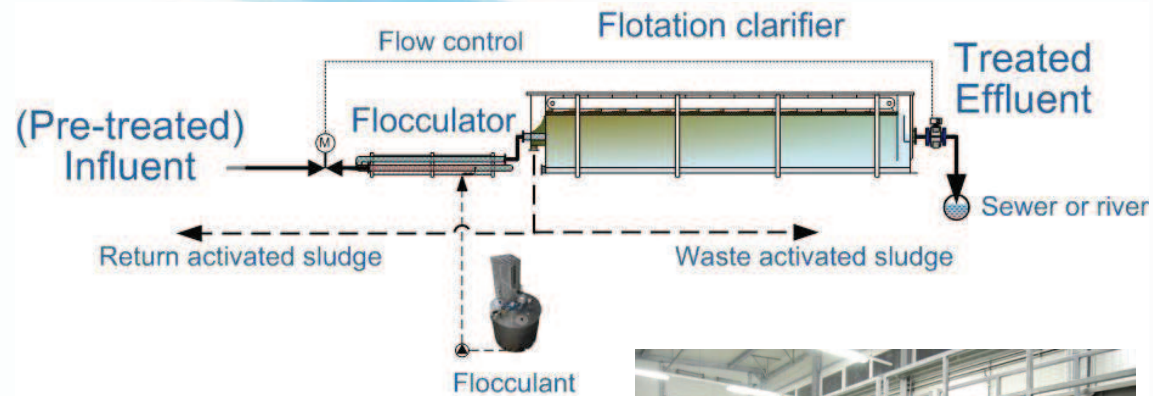 Flotation clarifier
Flow control
Treated
Effluent
(Pre-treated)
Influent
M
Flocculator
Sewer or river
Return activated sludge
Waste activated sludge
Flocculant